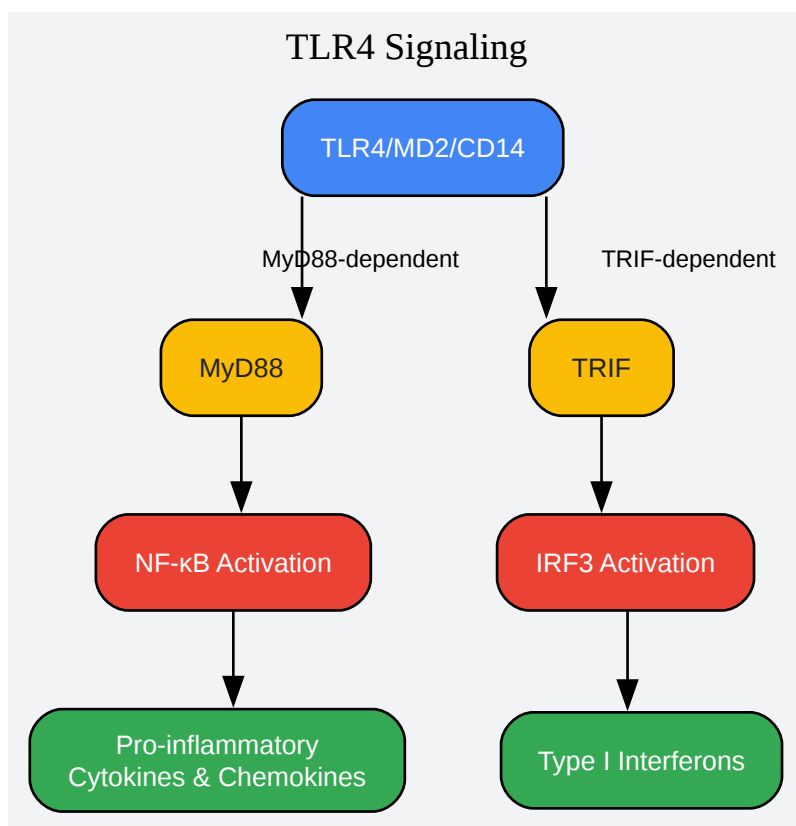 TLR4 Signaling
TLR4/MD2/CD14
MyD88-dependent
TRIF-dependent
MyD88
TRIF
NF-κB Activation
IRF3 Activation
Pro-inflammatory
Cytokines & Chemokines
Type I Interferons